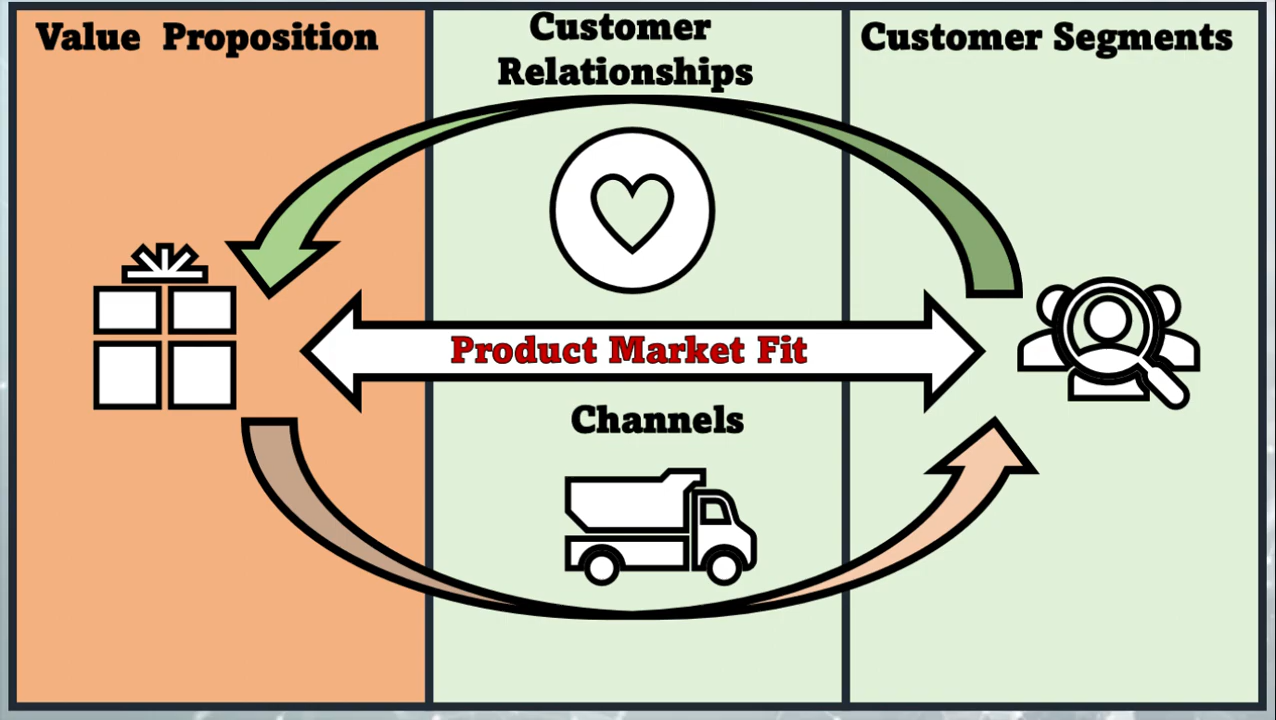 Value Proposition
Customer
Relationships
Customer Segments
Product Market Fit
Channels